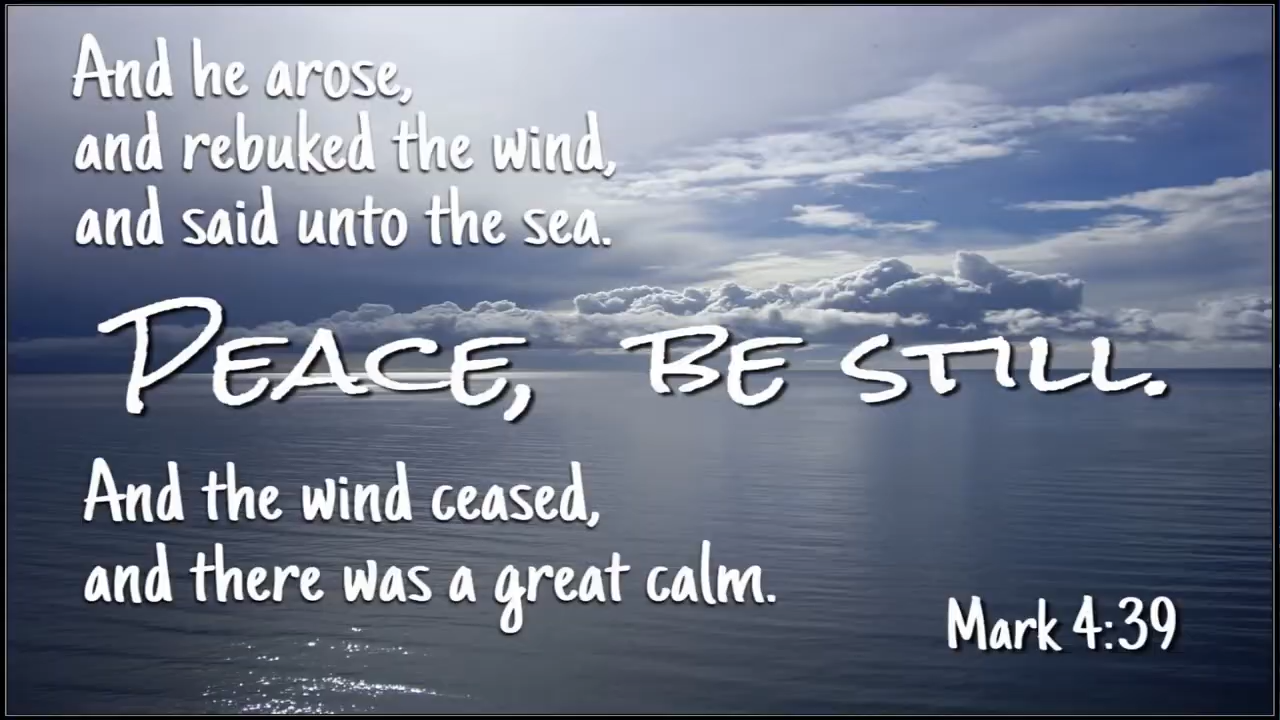 And he arose,
and rebuked the wind,
and said unto the sea.
Peace, be still.
And the wind ceased,
and there was a great calm.
Mark 4:39